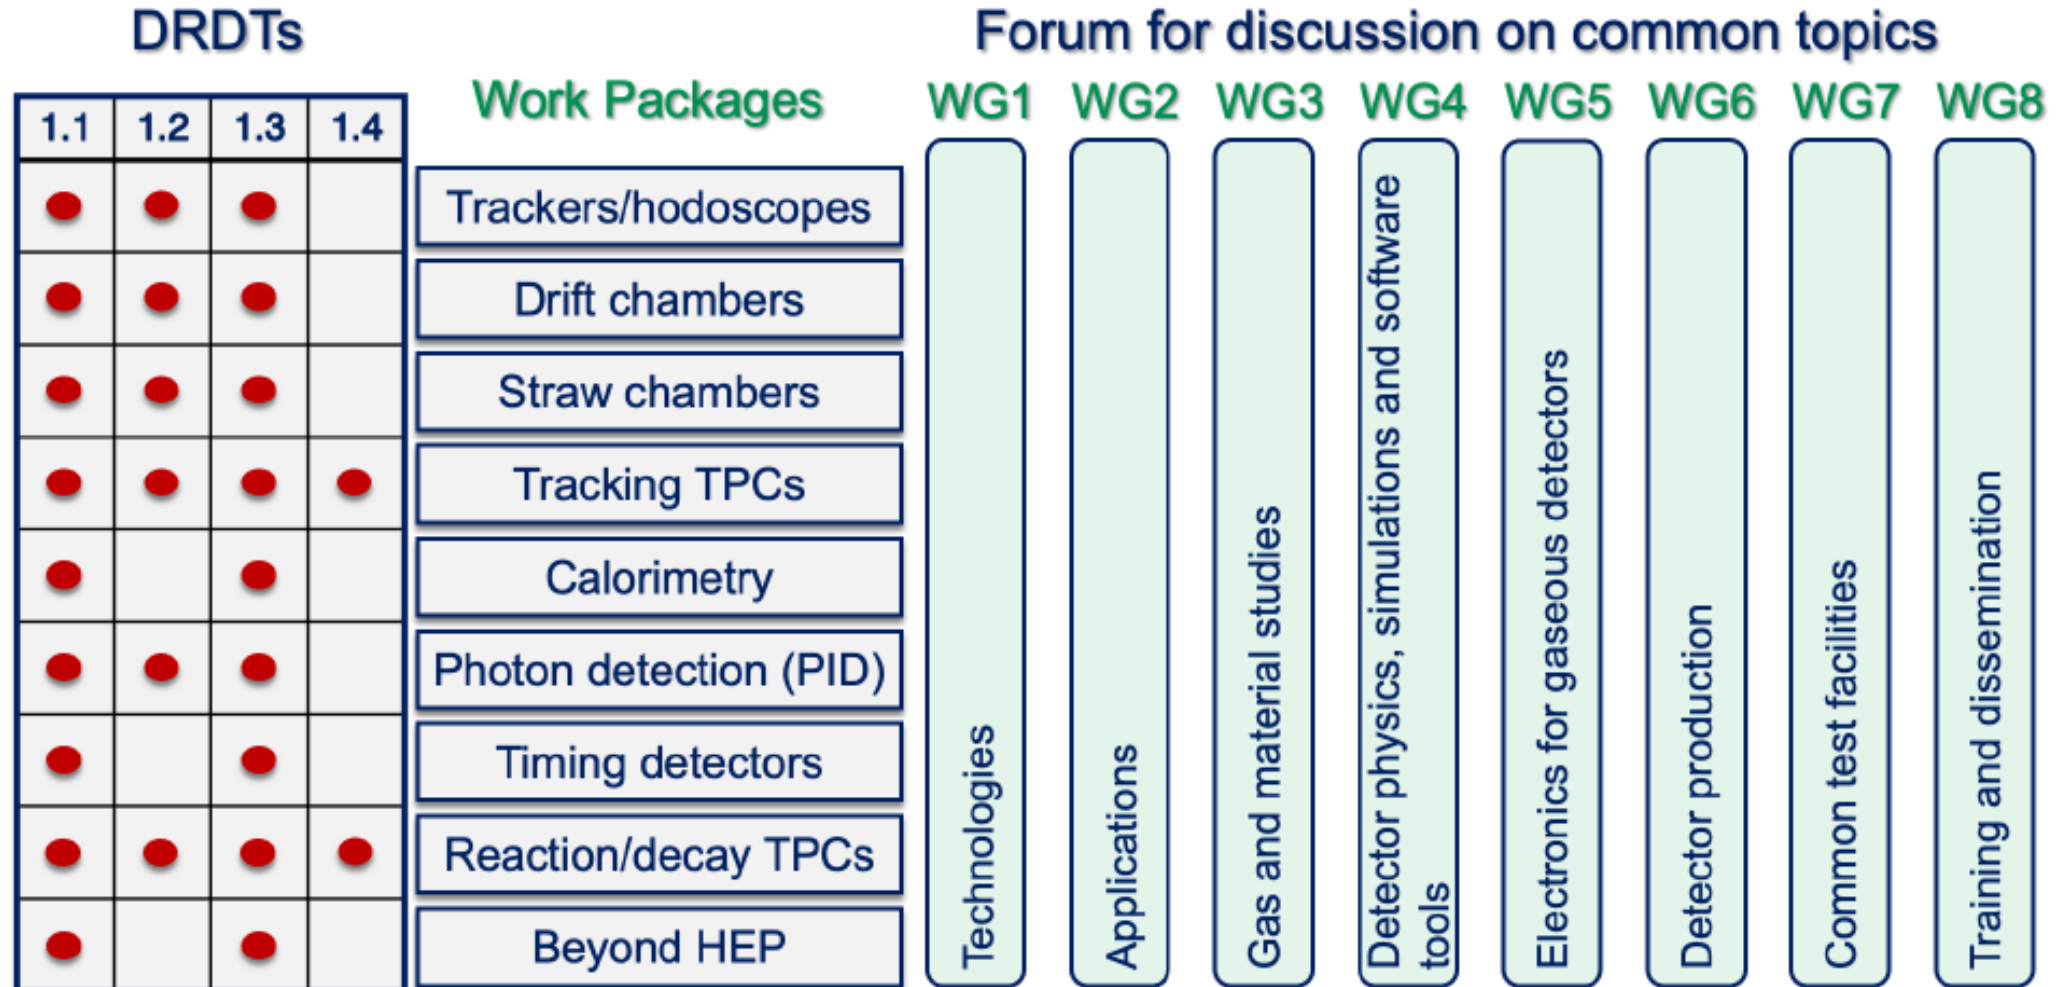 DRDTs
Forum for discussion on common topics
Work Packages
WG1 WG2 WG3 WG4 WG5 WG6 WG7 WG8
1.1 1.2 1.3 1.4
Trackers/hodoscopes
Drift chambers
Straw chambers
Tracking TPCs
Calorimetry
Photon detection (PID)
Timing detectors
Reaction/decay TPCs
Beyond HEP
Technologies
Applications
Gas and material studies
Detector physics, simulations and software
tools
Electronics for gaseous detectors
Detector production
Common test facilities
Training and dissemination